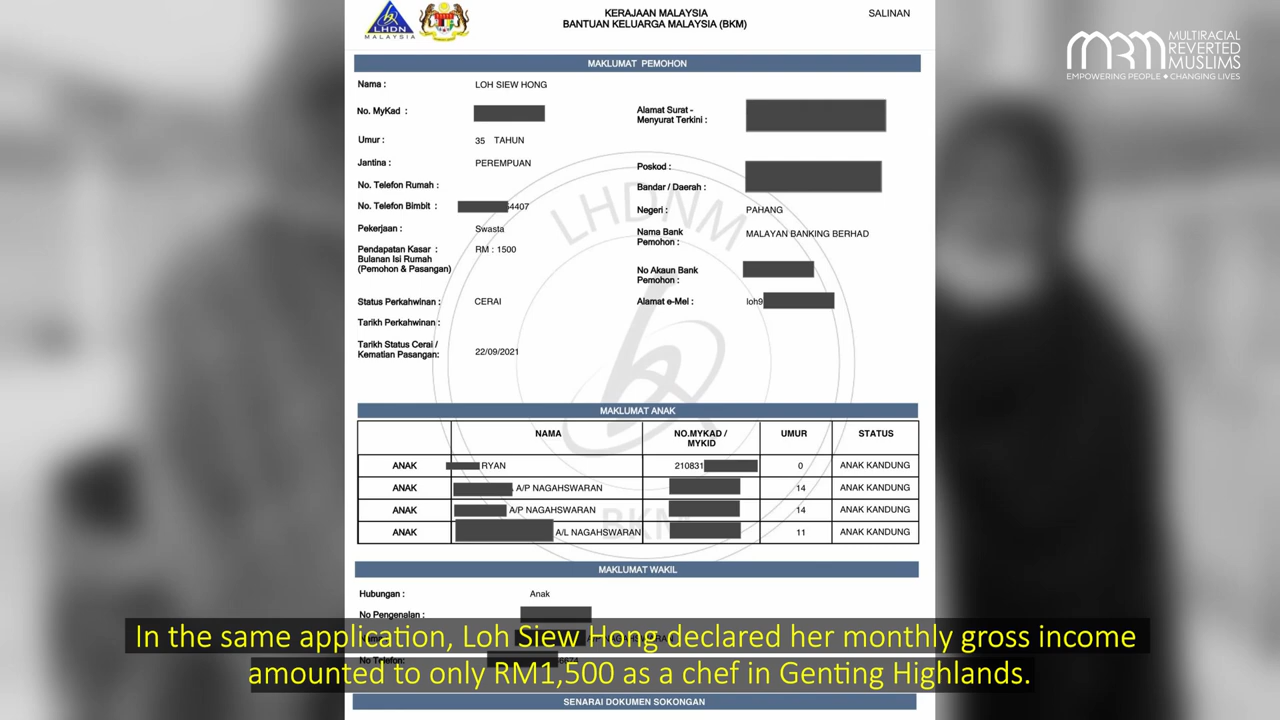 LHDN
MALAYSIA
KERAJAAN MALAYSIA
BANTUAN KELUARGA MALAYSIA (BKM)
SALINAN
MULTIRACIAL
REVERTED
MUSLIMS
EMPOWERING PEOPLE CHANGING LIVES
MAKLUMAT PEMOHON
Nama : LOH SIEW HONG
No. MyKad :
Alamat Surat -
Menyurat Terkini :
Umur : 35 TAHUN
Jantina : PEREMPUAN
Poskod :
No. Telefon Rumah :
Bandar / Daerah :
No. Telefon Bimbit : 4407
Negeri : PAHANG
Pekerjaan : Swasta
Nama Bank
Pemohon : MALAYAN BANKING BERHAD
Pendapatan Kasar : RM : 1500
Bulanan Isi Rumah
(Pemohon & Pasangan)
No Akaun Bank
Pemohon :
Status Perkahwinan : CERAI
Alamat e-Mel : loh9
Tarikh Perkahwinan :
Tarikh Status Cerai /
Kematian Pasangan: 22/09/2021
LHDNM
BKM
MAKLUMAT ANAK
NAMA NO.MYKAD / MYKID UMUR STATUS
ANAK RYAN 210831 0 ANAK KANDUNG
ANAK A/P NAGAHSWARAN 14 ANAK KANDUNG
ANAK A/P NAGAHSWARAN 14 ANAK KANDUNG
ANAK A/L NAGAHSWARAN 11 ANAK KANDUNG
MAKLUMAT WAKIL
Hubungan : Anak
No Pengenalan :
No Telefon:
In the same application, Loh Siew Hong declared her monthly gross income
amounted to only RM1,500 as a chef in Genting Highlands.
SENARAI DOKUMEN SOKONGAN